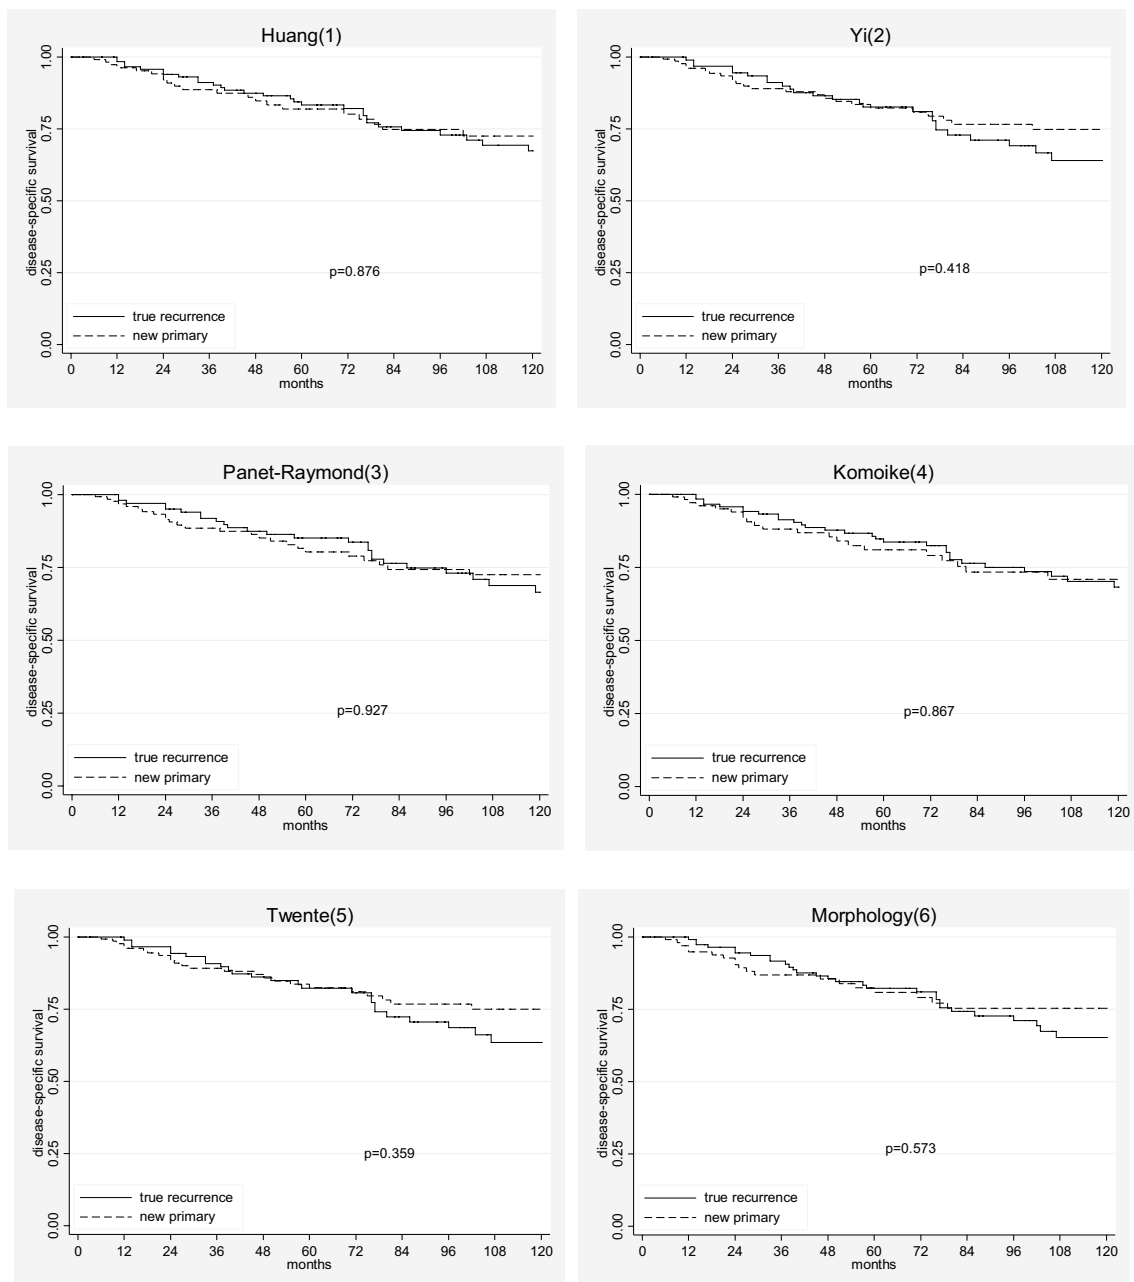 Huang(1)
disease-specific survival
1.00
0.75
0.50
0.25
0.00
p=0.876
true recurrence
new primary
0 12 24 36 48 60 72 84 96 108 120
months
Yi(2)
disease-specific survival
1.00
0.75
0.50
0.25
0.00
p=0.418
true recurrence
new primary
0 12 24 36 48 60 72 84 96 108 120
months
Panet-Raymond(3)
disease-specific survival
1.00
0.75
0.50
0.25
0.00
p=0.927
true recurrence
new primary
0 12 24 36 48 60 72 84 96 108 120
months
Komoike(4)
disease-specific survival
1.00
0.75
0.50
0.25
0.00
p=0.867
true recurrence
new primary
0 12 24 36 48 60 72 84 96 108 120
months
Twente(5)
disease-specific survival
1.00
0.75
0.50
0.25
0.00
p=0.359
true recurrence
new primary
0 12 24 36 48 60 72 84 96 108 120
months
Morphology(6)
disease-specific survival
1.00
0.75
0.50
0.25
0.00
p=0.573
true recurrence
new primary
0 12 24 36 48 60 72 84 96 108 120
months